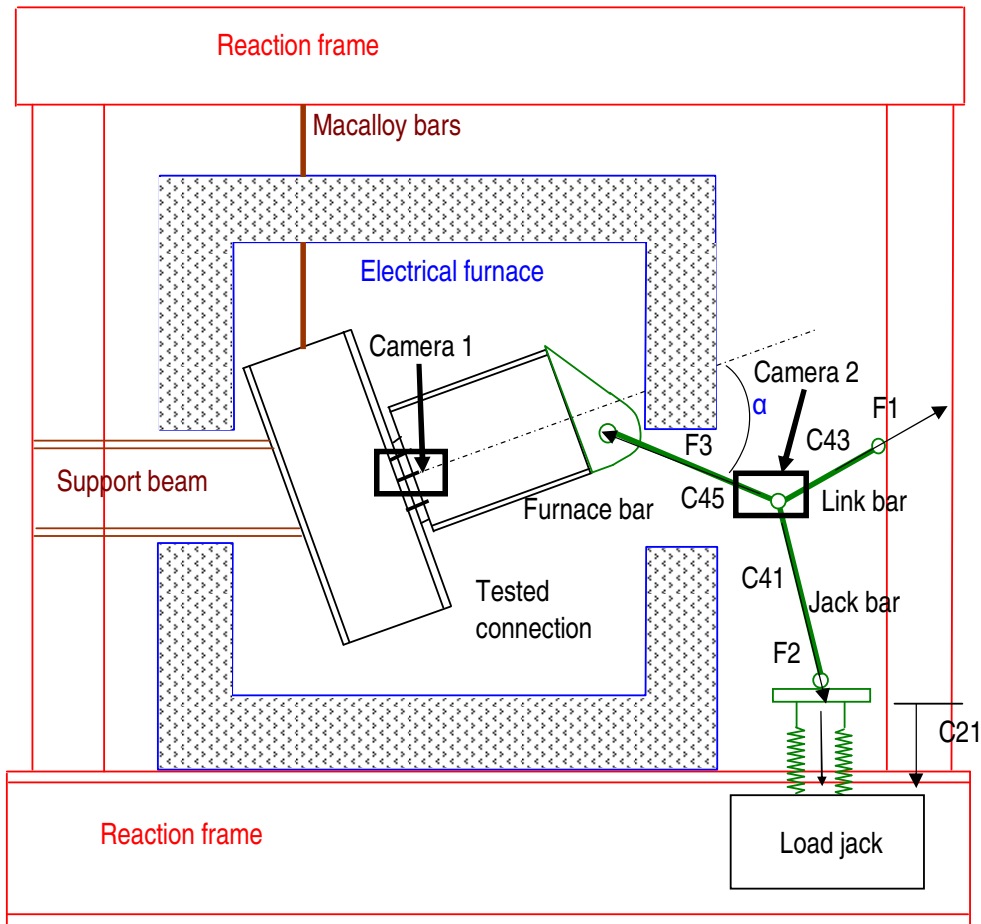 Reaction frame
Macalloy bars
Electrical furnace
Camera 1
Camera 2
α
F1
F3
C43
Support beam
C45
Link bar
Furnace bar
C41
Tested
connection
Jack bar
F2
C21
Reaction frame
Load jack